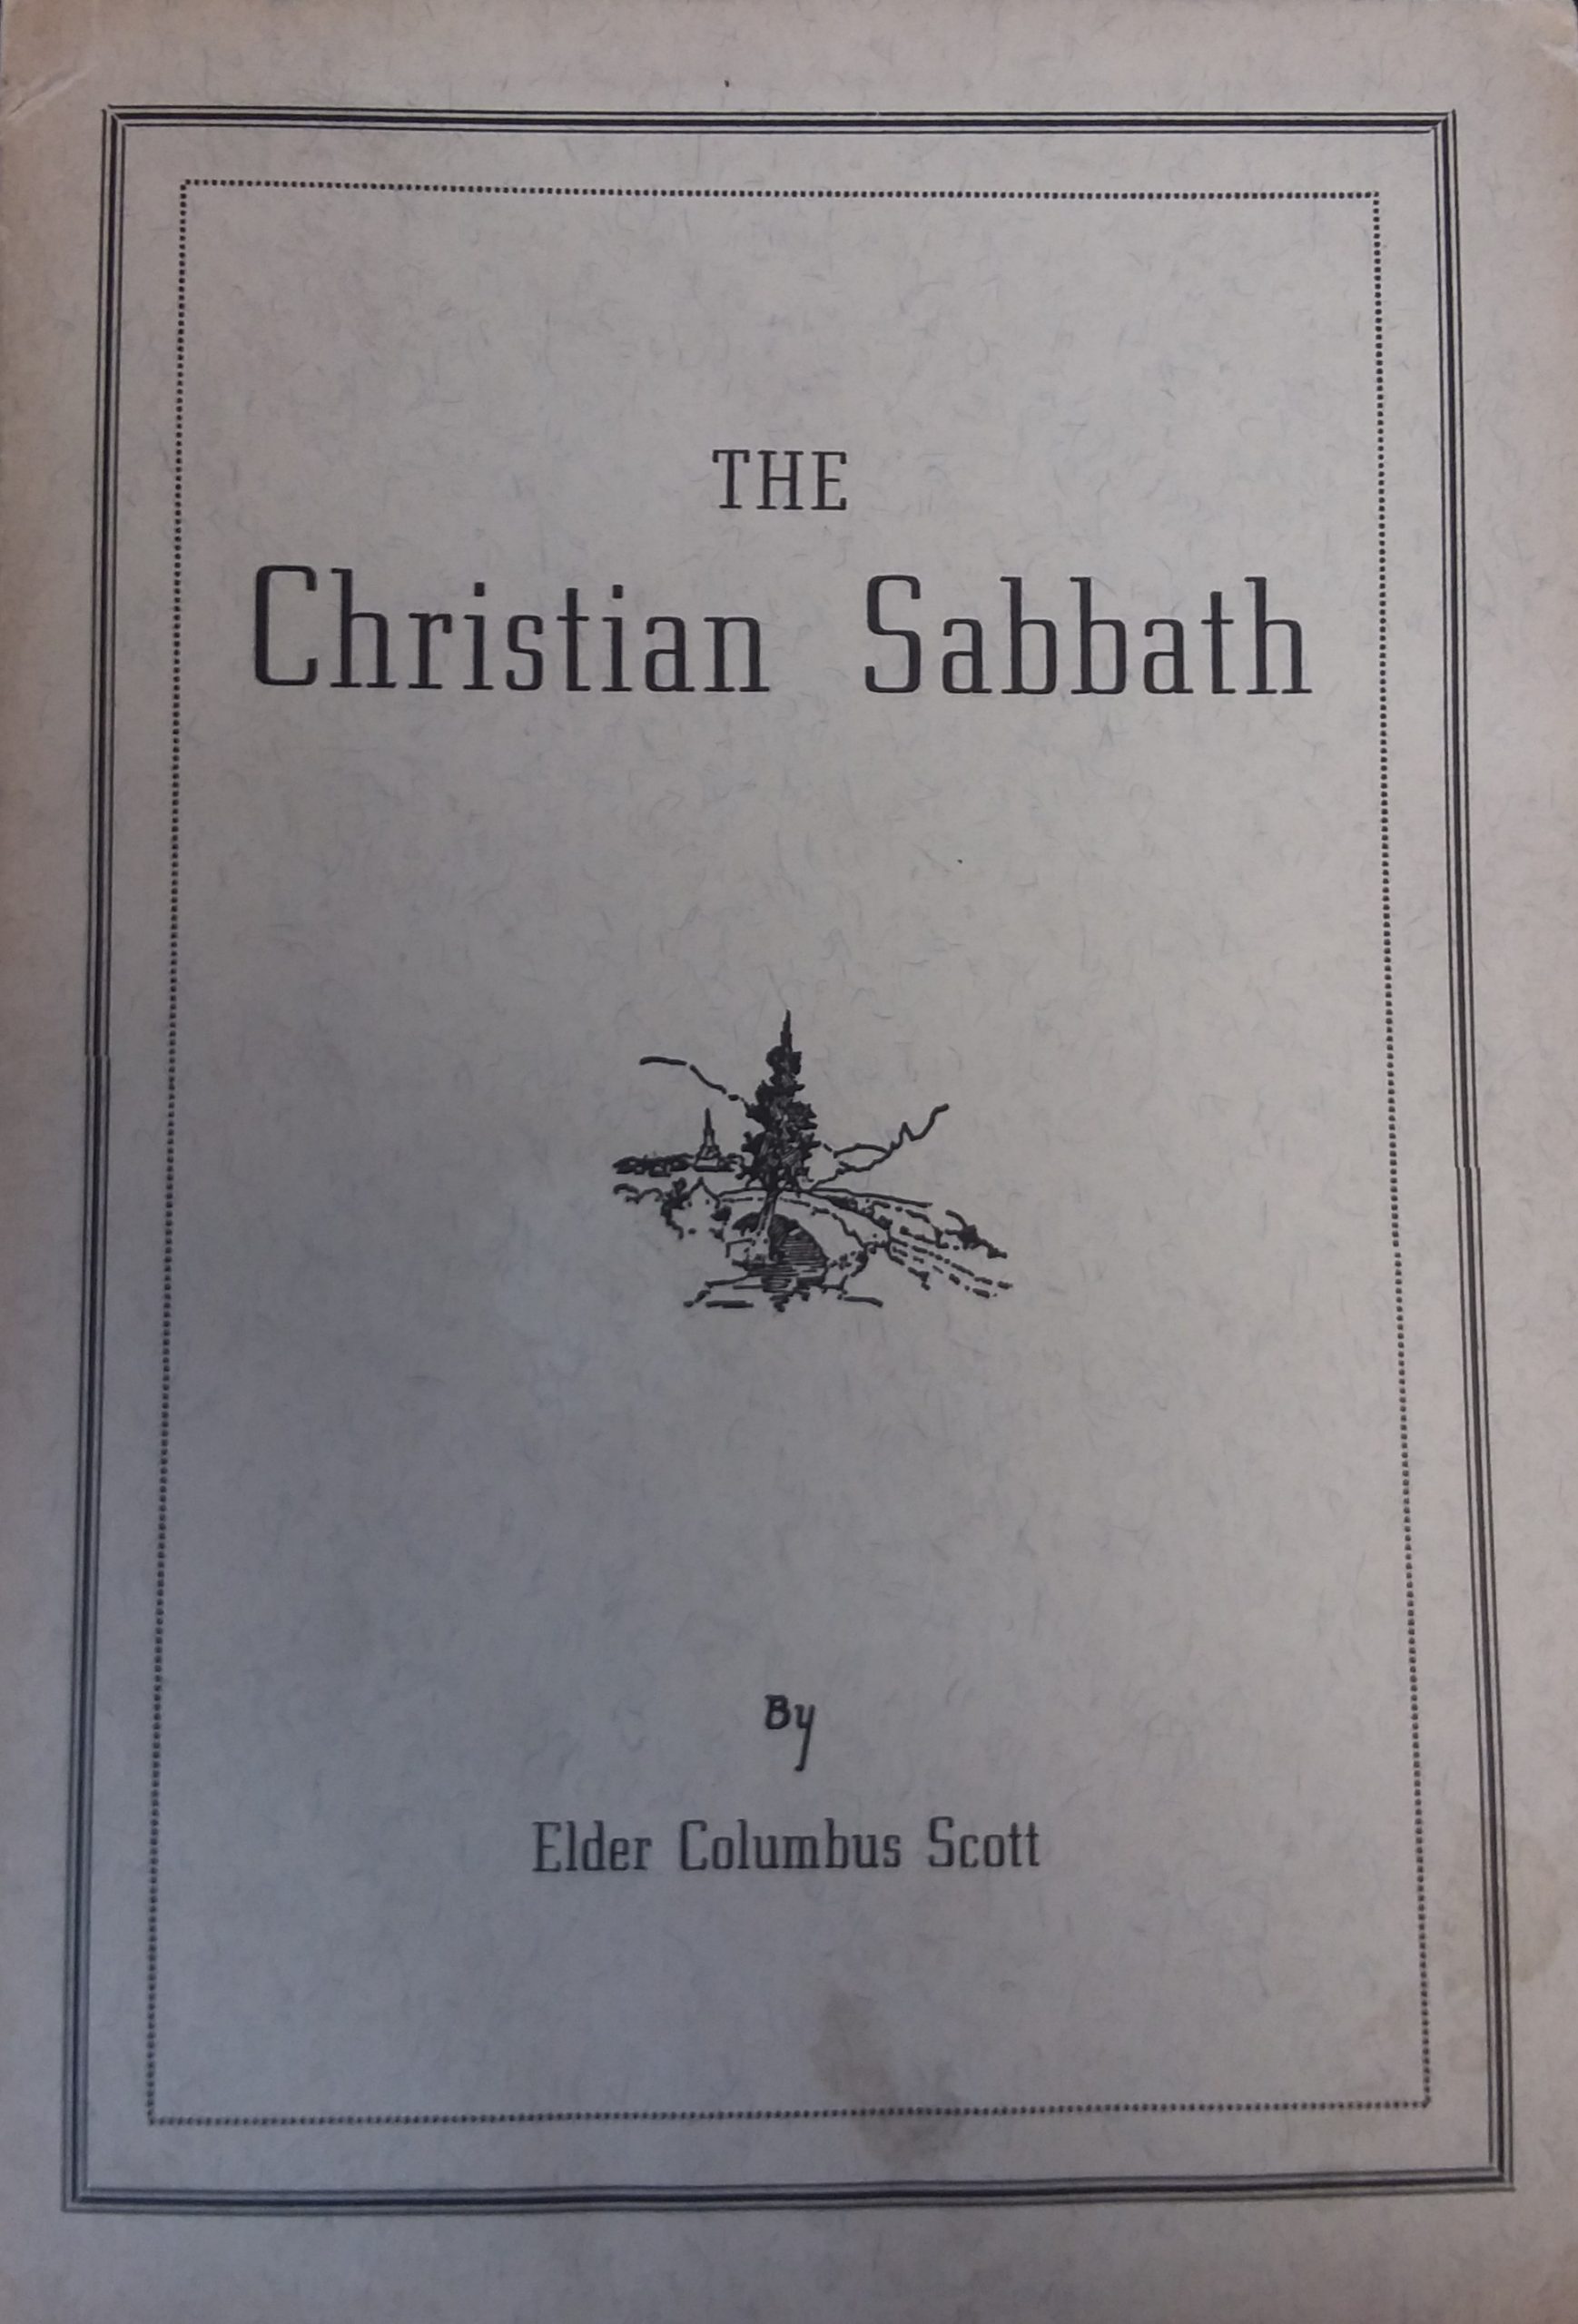 THE
Christian Sabbath
By
Elder Columbus Scott